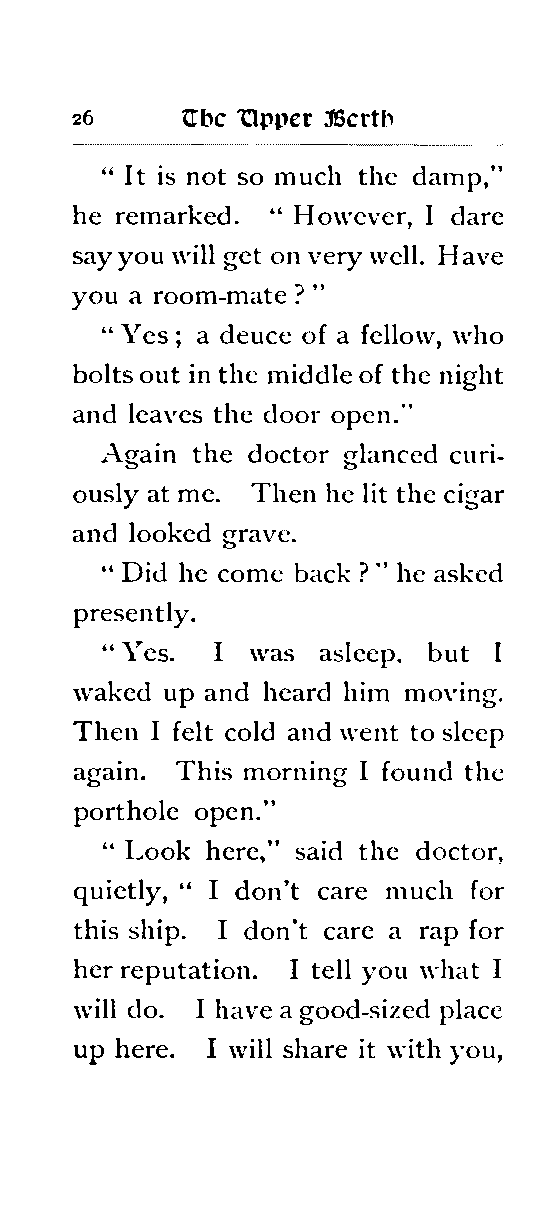 26 The Upper Berth
“ It is not so much the damp,”
he remarked. “ However, I dare
say you will get on very well. Have
you a room-mate ? ”
“ Yes ; a deuce of a fellow, who
bolts out in the middle of the night
and leaves the door open.”
Again the doctor glanced curi-
ously at me. Then he lit the cigar
and looked grave.
“ Did he come back ? ” he asked
presently.
“ Yes. I was asleep, but I
waked up and heard him moving.
Then I felt cold and went to sleep
again. This morning I found the
porthole open.”
“ Look here,” said the doctor,
quietly, “ I don’t care much for
this ship. I don’t care a rap for
her reputation. I tell you what I
will do. I have a good-sized place
up here. I will share it with you,